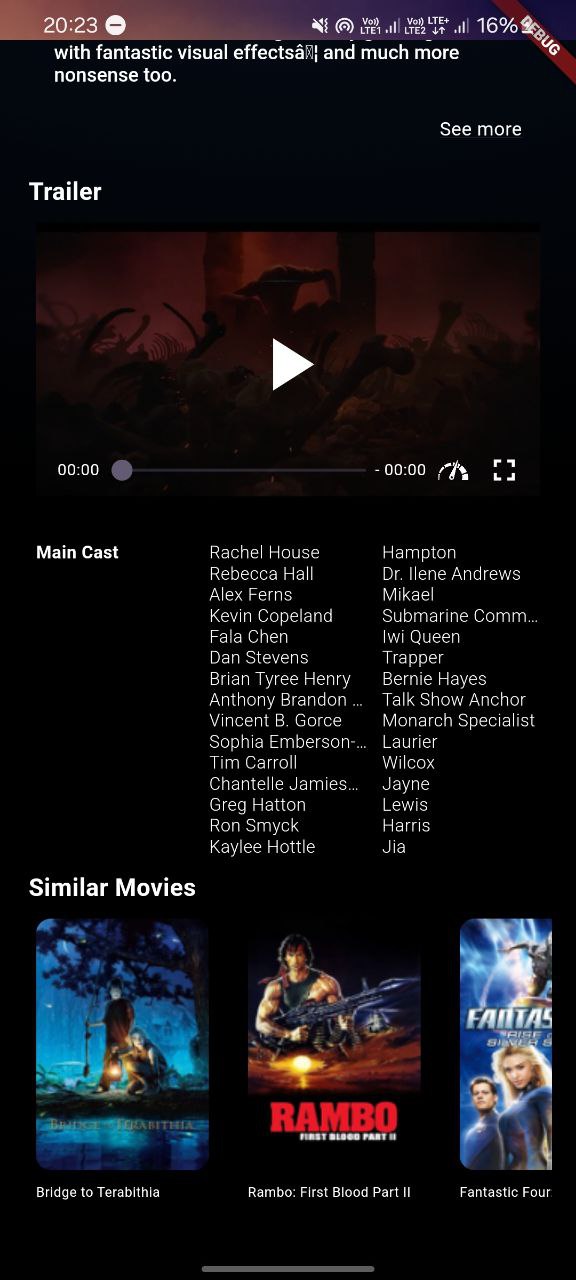 20:23
Vo)) LTE1
Vo)) LTE2
LTE+
16%
DEBUG
with fantastic visual effectsâ¦ and much more
nonsense too.
See more
Trailer
00:00
- 00:00
Main Cast
Rachel House Hampton
Rebecca Hall Dr. Ilene Andrews
Alex Ferns Mikael
Kevin Copeland Submarine Comm…
Fala Chen Iwi Queen
Dan Stevens Trapper
Brian Tyree Henry Bernie Hayes
Anthony Brandon … Talk Show Anchor
Vincent B. Gorce Monarch Specialist
Sophia Emberson-… Laurier
Tim Carroll Wilcox
Chantelle Jamies… Jayne
Greg Hatton Lewis
Ron Smyck Harris
Kaylee Hottle Jia
Similar Movies
BRIDGE TO TERABITHIA
RAMBO
FIRST BLOOD PART II
FANTAS
RISE
SILVER S
Bridge to Terabithia
Rambo: First Blood Part II
Fantastic Four